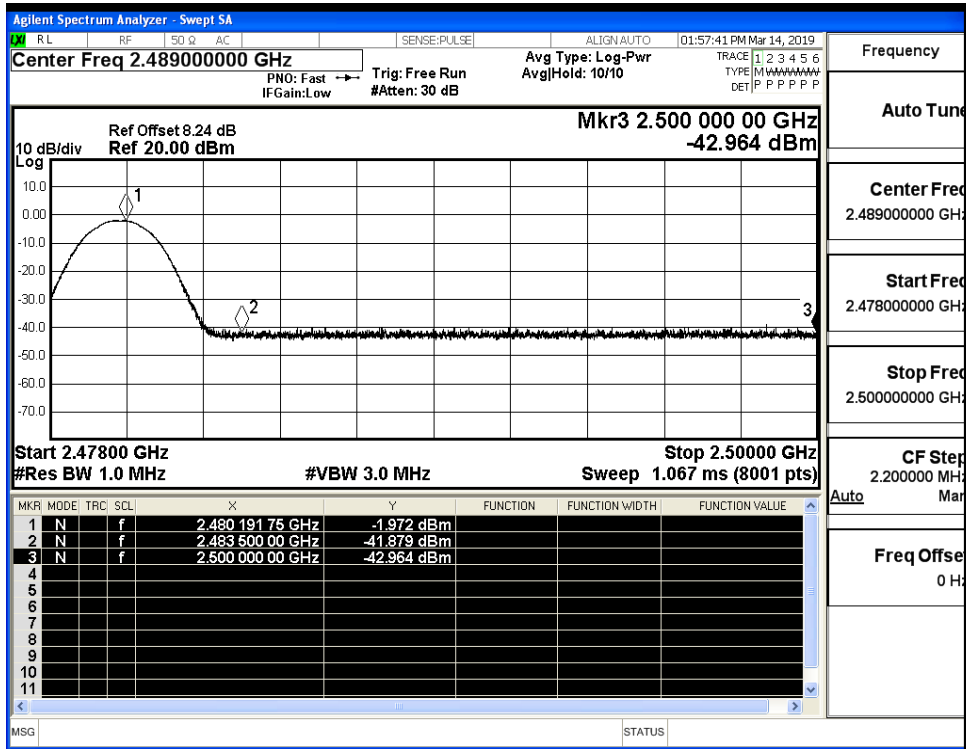 Agilent Spectrum Analyzer - Swept SA
LXI RL RF 50 Ω AC SENSE:PULSE ALIGN AUTO 01:57:41 PM Mar 14, 2019
Center Freq 2.489000000 GHz
PNO: Fast
IFGain:Low
Trig: Free Run
#Atten: 30 dB
Avg Type: Log-Pwr
Avg|Hold: 10/10
TRACE 1 2 3 4 5 6
TYPE M WWWWW
DET P P P P P P
Mkr3 2.500 000 00 GHz
-42.964 dBm
Ref Offset 8.24 dB
10 dB/div Ref 20.00 dBm
Log
10.0
0.00
-10.0
-20.0
-30.0
-40.0
-50.0
-60.0
-70.0
1
2
3
Start 2.47800 GHz Stop 2.50000 GHz
#Res BW 1.0 MHz #VBW 3.0 MHz Sweep 1.067 ms (8001 pts)
MKR MODE TRC SCL X Y FUNCTION FUNCTION WIDTH FUNCTION VALUE
1 N f 2.480 191 75 GHz -1.972 dBm
2 N f 2.483 500 00 GHz -41.879 dBm
3 N f 2.500 000 00 GHz -42.964 dBm
4
5
6
7
8
9
10
11
MSG STATUS
Frequency
Auto Tune
Center Freq
2.489000000 GHz
Start Freq
2.478000000 GHz
Stop Freq
2.500000000 GHz
CF Step
2.200000 MHz
Auto Man
Freq Offset
0 Hz